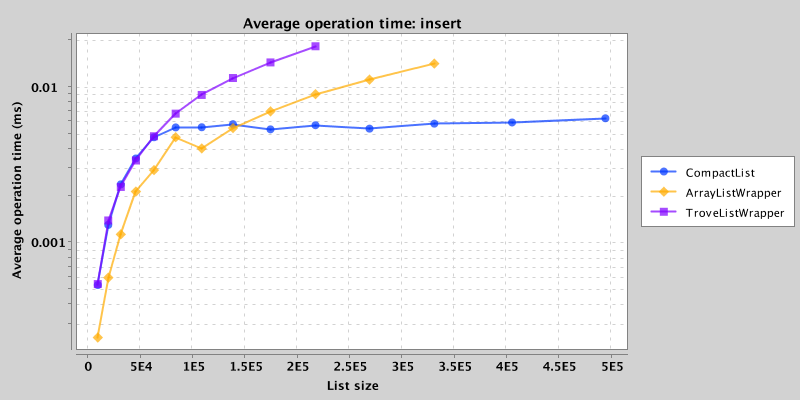 Average operation time: insert
Average operation time (ms)
0.01
0.001
0 5E4 1E5 1.5E5 2E5 2.5E5 3E5 3.5E5 4E5 4.5E5 5E5
List size
CompactList
ArrayListWrapper
TroveListWrapper